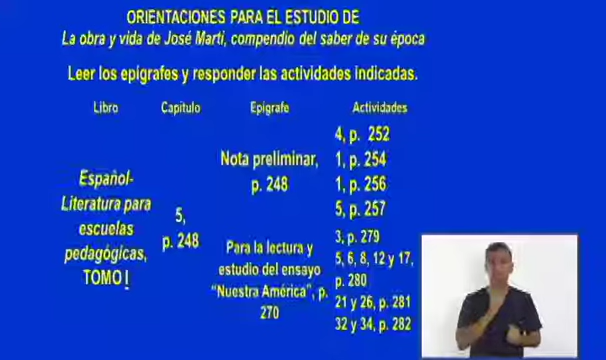 ORIENTACIONES PARA EL ESTUDIO DE
La obra y vida de José Martí, compendio del saber de su época
Leer los epígrafes y responder las actividades indicadas.
Libro Capítulo Epígrafe Actividades
Español-
Literatura para
escuelas
pedagógicas,
TOMO I
5,
p. 248
Nota preliminar,
p. 248
4, p. 252
1, p. 254
1, p. 256
5, p. 257
Para la lectura y
estudio del ensayo
“Nuestra América”, p.
270
3, p. 279
5, 6, 8, 12 y 17,
p. 280
21 y 26, p. 281
32 y 34, p. 282